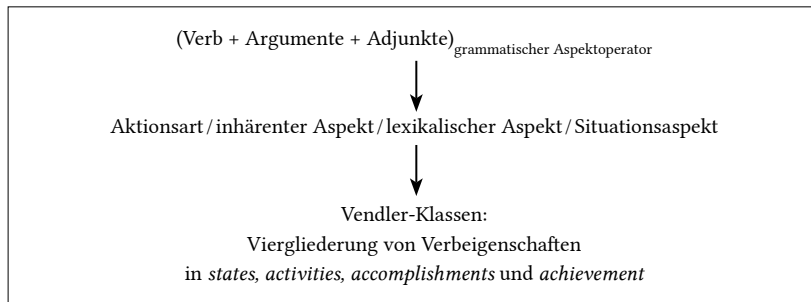 (Verb + Argumente + Adjunkte)grammatischer Aspektoperator
Aktionsart/inhärenter Aspekt/lexikalischer Aspekt/Situationsaspekt
Vendler-Klassen:
Viergliederung von Verbeigenschaften
in states, activities, accomplishments und achievement